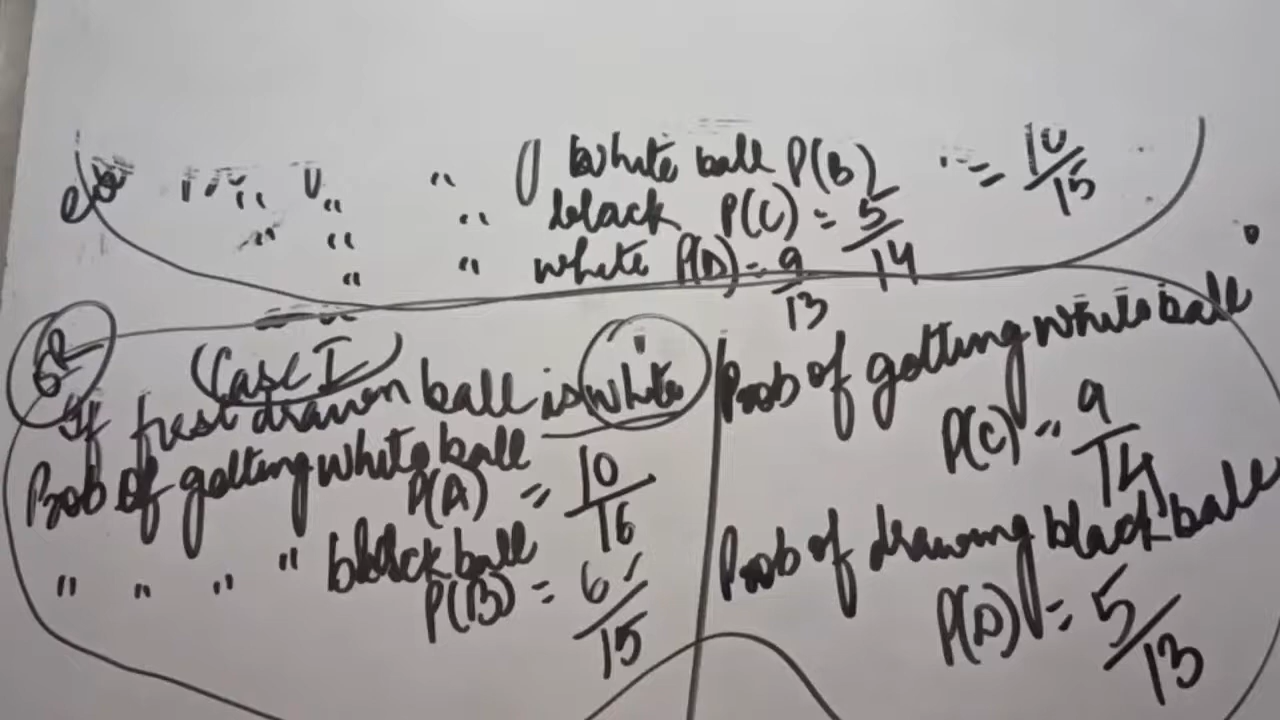 " " white ball P(B) = 10/15
" " " black P(C) = 5/14
" " white P(D) = 9/13
(Case I)
If first drawn ball is white
Prob of getting white ball
P(A) = 10/16
" " " " black ball
P(B) = 6/15
Prob of getting white ball
P(C) = 9/14
Prob of drawing black ball
P(D) = 5/13